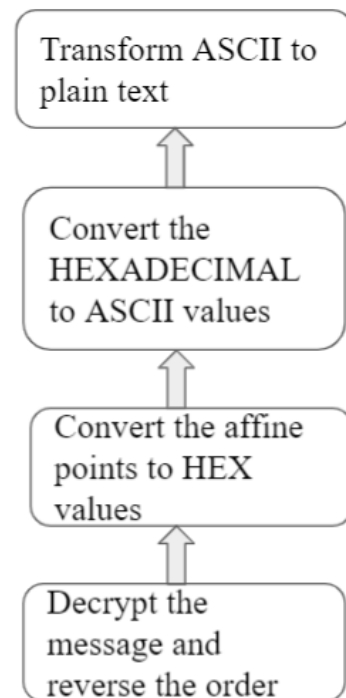 Transform ASCII to
plain text
Convert the
HEXADECIMAL
to ASCII values
Convert the affine
points to HEX
values
Decrypt the
message and
reverse the order